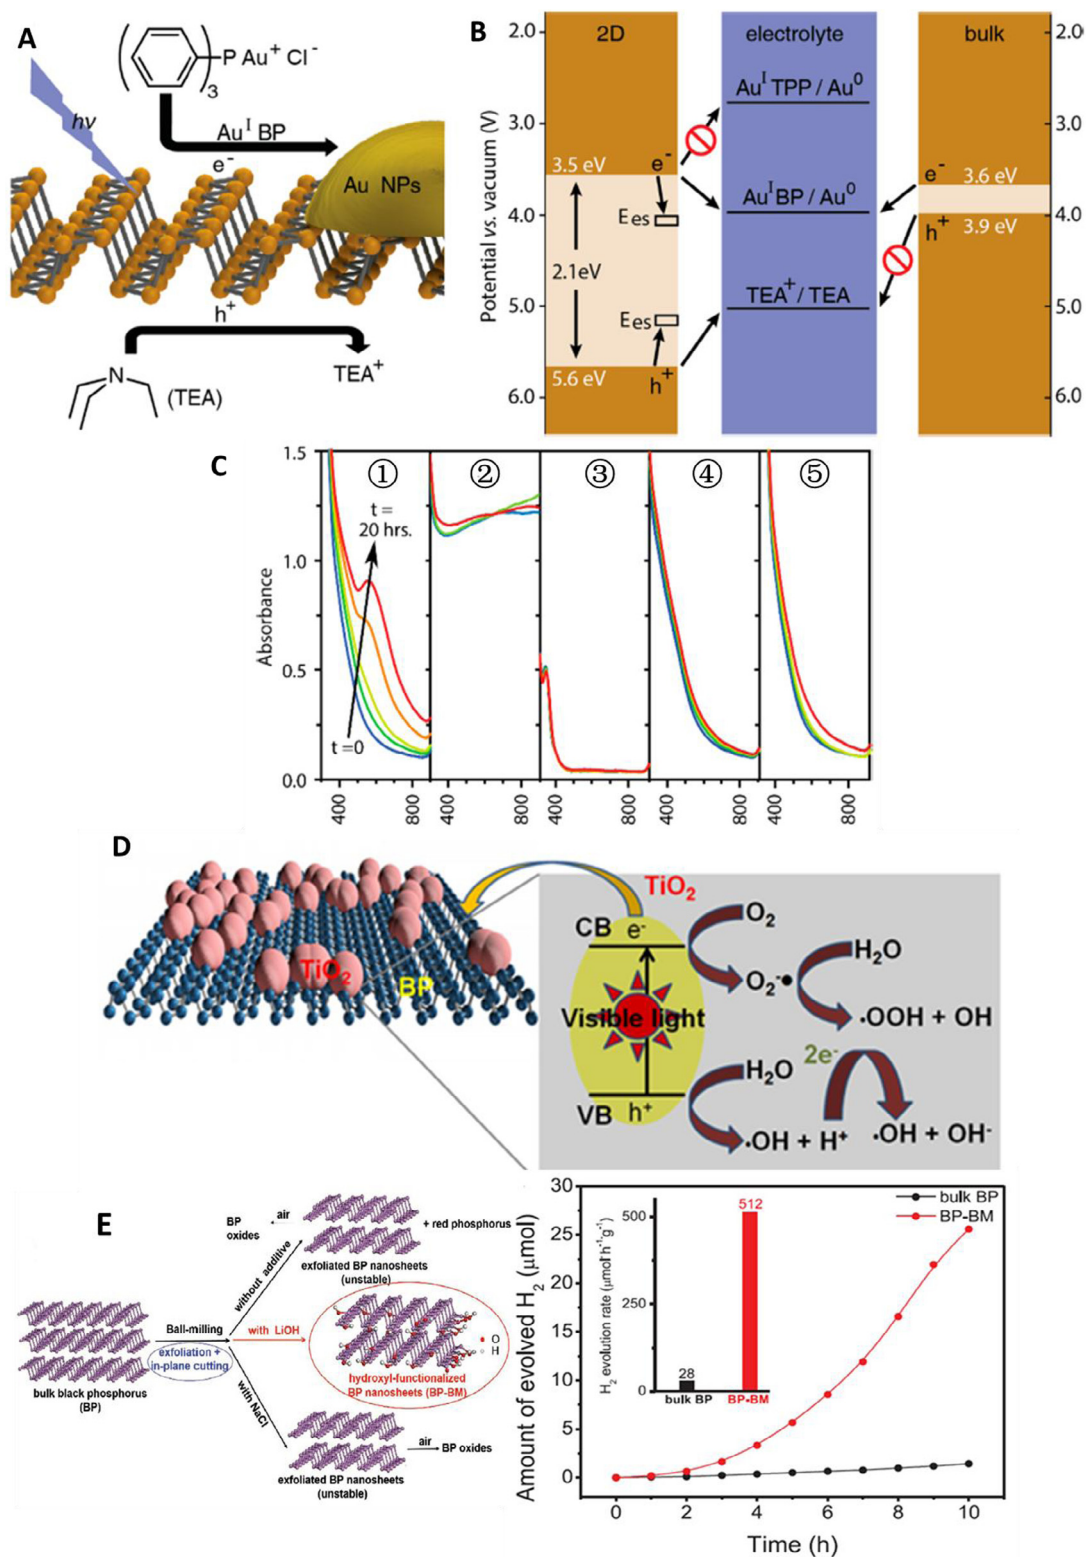 A
( )3
P Au+ Cl-
hν
AuI BP
e-
Au NPs
h+
N
(TEA)
TEA+
B
2D
electrolyte
bulk
Potential vs. vacuum (V)
2.0
3.0
4.0
5.0
6.0
2.0
3.0
4.0
5.0
6.0
AuI TPP / Au0
3.5 eV
e-
AuI BP / Au0
e-
3.6 eV
Ees
h+
3.9 eV
2.1eV
TEA+ / TEA
Ees
5.6 eV
h+
C
① ② ③ ④ ⑤
Absorbance
1.5
1.0
0.5
0.0
t =
20 hrs.
t =0
400 800 400 800 400 800 400 800 400 800
D
TiO2
BP
TiO2
CB e-
O2
H2O
O2-•
Visible light
.OOH + OH
H2O
2e-
VB h+
.OH + H+
.OH + OH-
E
BP
oxides
air
+ red phosphorus
exfoliated BP nanosheets
(unstable)
without additive
Ball-milling
exfoliation +
in-plane cutting
with LiOH
O
H
hydroxyl-functionalized
BP nanosheets (BP-BM)
bulk black phosphorus
(BP)
with NaCl
air
BP oxides
exfoliated BP nanosheets
(unstable)
Amount of evolved H2 (μmol)
30
25
20
15
10
5
0
bulk BP
BP-BM
H2 evolution rate (μmol h-1g-1)
500
250
0
512
28
bulk BP
BP-BM
0 2 4 6 8 10
Time (h)